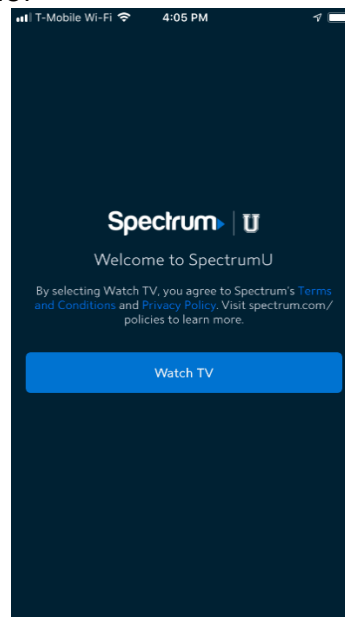 T-Mobile Wi-Fi 4:05 PM
Spectrum U
Welcome to SpectrumU
By selecting Watch TV, you agree to Spectrum's Terms
and Conditions and Privacy Policy. Visit spectrum.com/
policies to learn more.
Watch TV